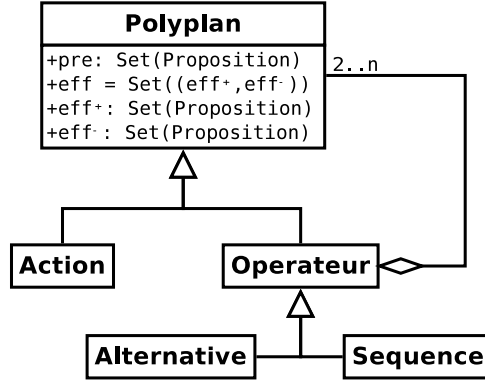 Polyplan
+pre: Set(Proposition)
+eff = Set((eff⁺,eff⁻))
+eff⁺: Set(Proposition)
+eff⁻: Set(Proposition)
2..n
Action
Operateur
Alternative
Sequence